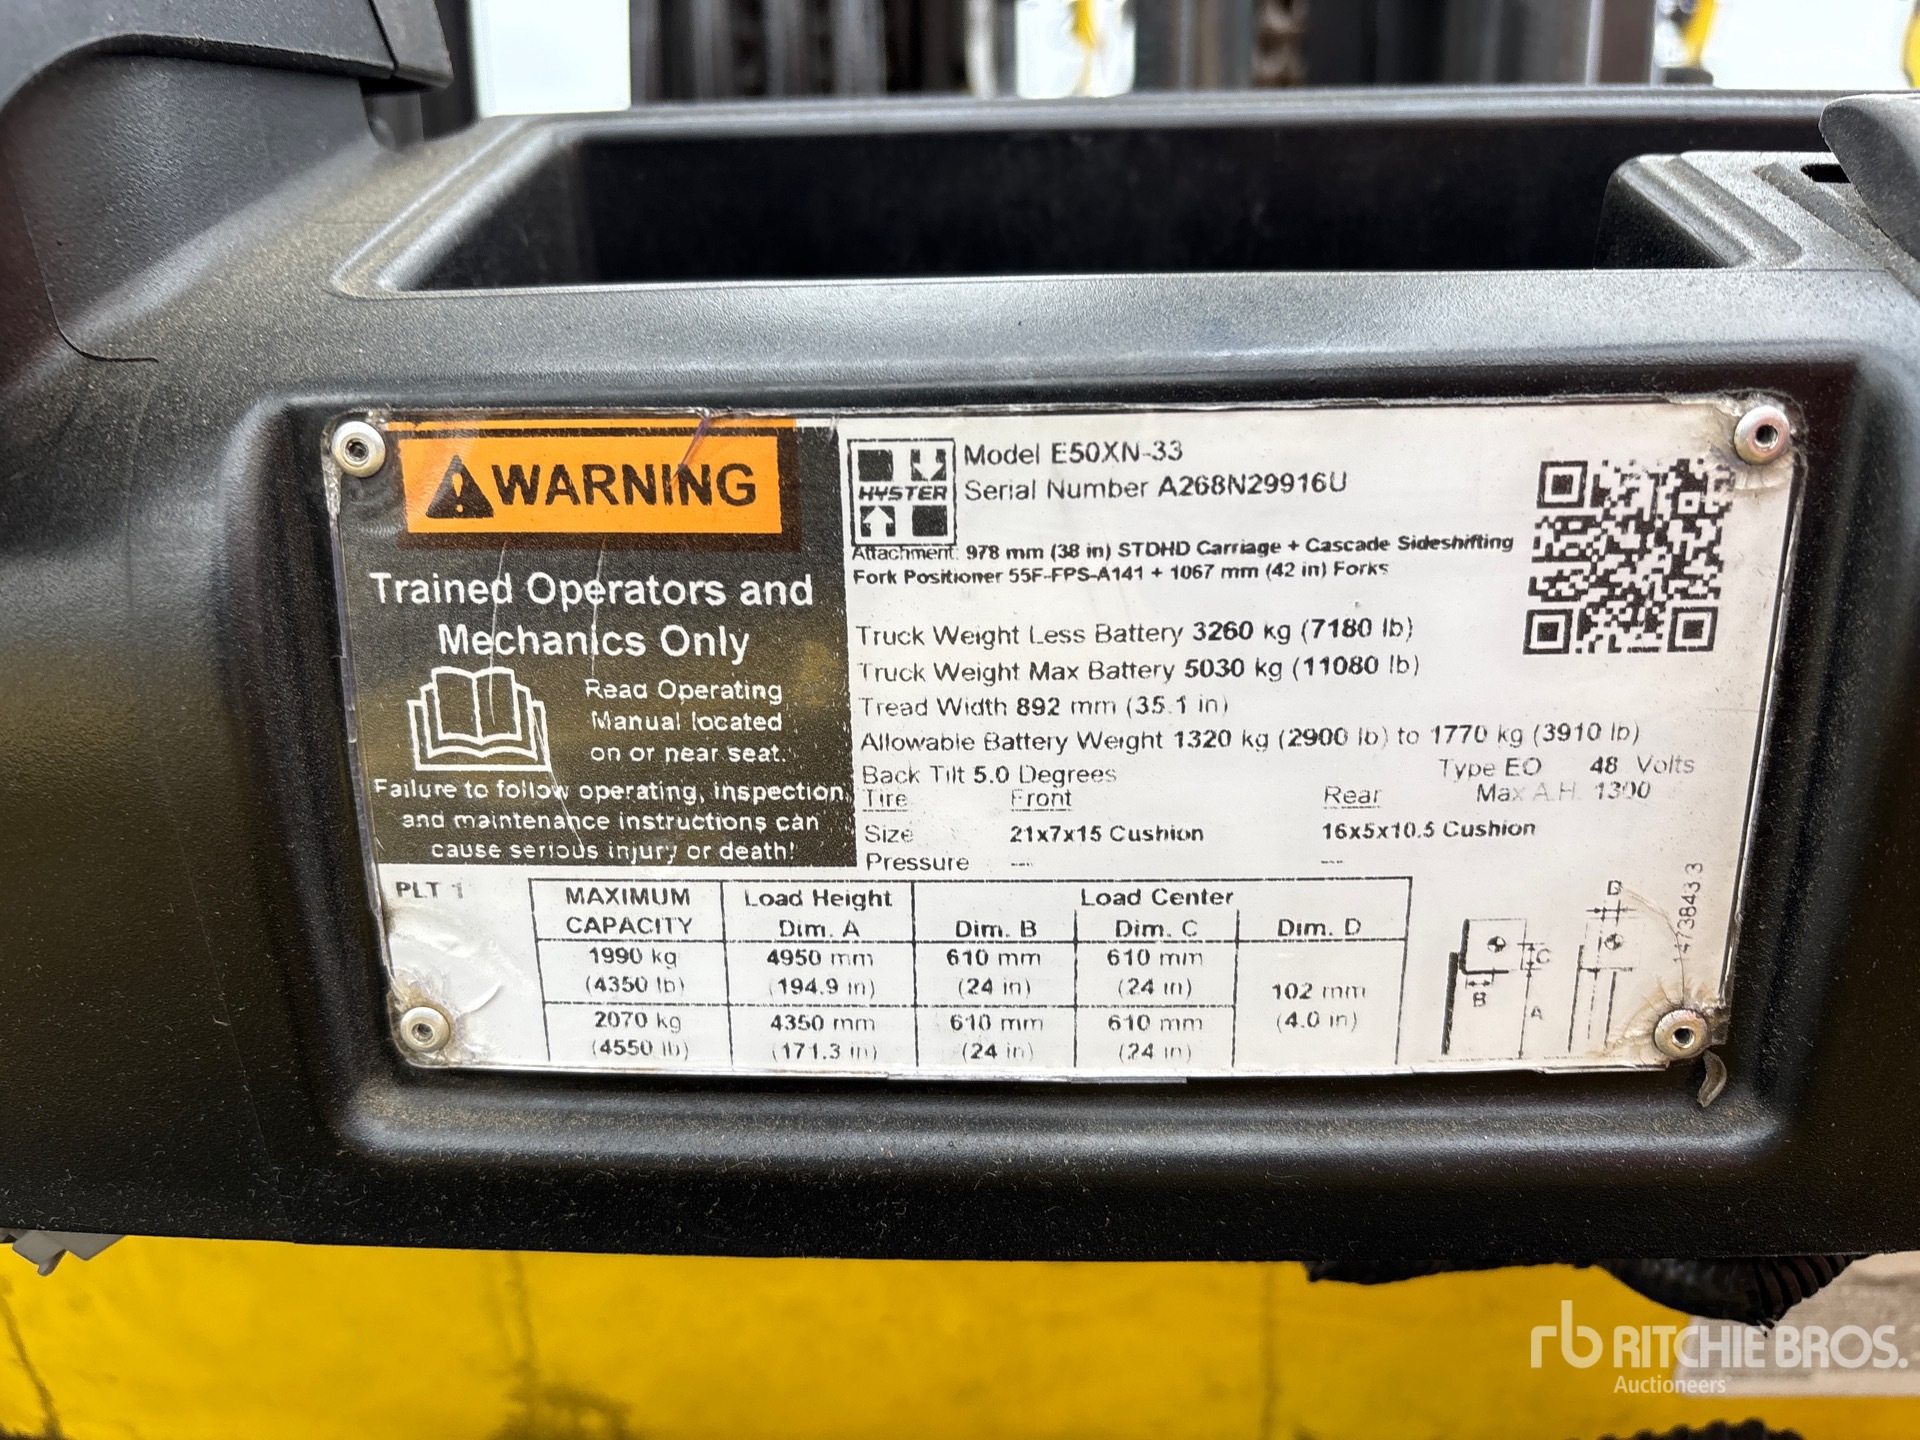 WARNING
Trained Operators and
Mechanics Only
Read Operating
Manual located
on or near seat.
Failure to follow operating, inspection,
and maintenance instructions can
cause serious injury or death!
HYSTER
Model E50XN-33
Serial Number A268N29916U
Attachment: 978 mm (38 in) STDHD Carriage + Cascade Sideshifting
Fork Positioner 55F-FPS-A141 + 1067 mm (42 in) Forks
Truck Weight Less Battery 3260 kg (7180 lb)
Truck Weight Max Battery 5030 kg (11080 lb)
Tread Width 892 mm (35.1 in)
Allowable Battery Weight 1320 kg (2900 lb) to 1770 kg (3910 lb)
Back Tilt 5.0 Degrees Type EO 48 Volts
Tire Front Rear Max A.H. 1300
Size 21x7x15 Cushion 16x5x10.5 Cushion
Pressure --- ---
PLT 1
MAXIMUM Load Height Load Center
CAPACITY Dim. A Dim. B Dim. C Dim. D
1990 kg 4950 mm 610 mm 610 mm
(4350 lb) (194.9 in) (24 in) (24 in)
102 mm
(4.0 in)
2070 kg 4350 mm 610 mm 610 mm
(4550 lb) (171.3 in) (24 in) (24 in)
D
C
B
A
1473843 3
rb RITCHIE BROS.
Auctioneers